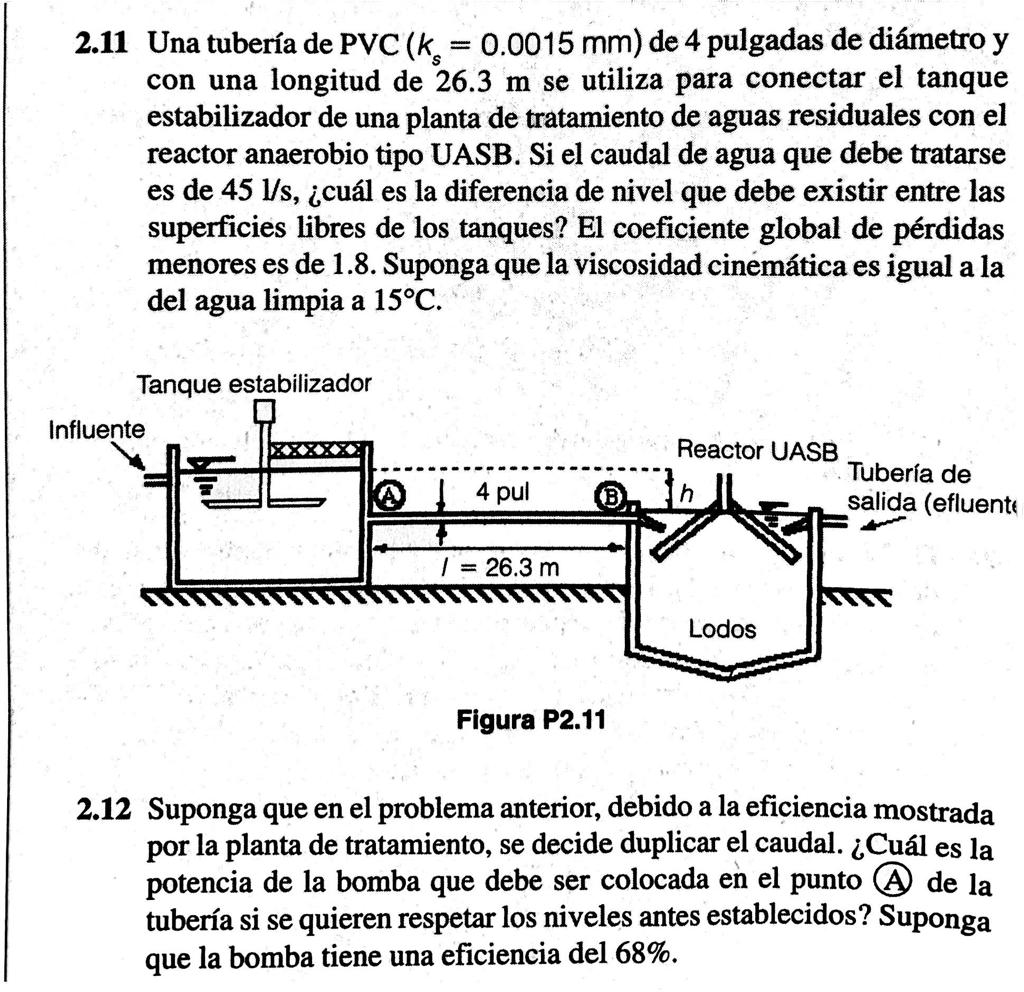 2.11 Una tubería de PVC (ks = 0.0015 mm) de 4 pulgadas de diámetro y
con una longitud de 26.3 m se utiliza para conectar el tanque
estabilizador de una planta de tratamiento de aguas residuales con el
reactor anaerobio tipo UASB. Si el caudal de agua que debe tratarse
es de 45 l/s, ¿cuál es la diferencia de nivel que debe existir entre las
superficies libres de los tanques? El coeficiente global de pérdidas
menores es de 1.8. Suponga que la viscosidad cinemática es igual a la
del agua limpia a 15°C.
Tanque estabilizador
Influente
Reactor UASB
Tubería de
salida (efluente
A
4 pul
B
h
l = 26.3 m
Lodos
Figura P2.11
2.12 Suponga que en el problema anterior, debido a la eficiencia mostrada
por la planta de tratamiento, se decide duplicar el caudal. ¿Cuál es la
potencia de la bomba que debe ser colocada en el punto Ⓐ de la
tubería si se quieren respetar los niveles antes establecidos? Suponga
que la bomba tiene una eficiencia del 68%.